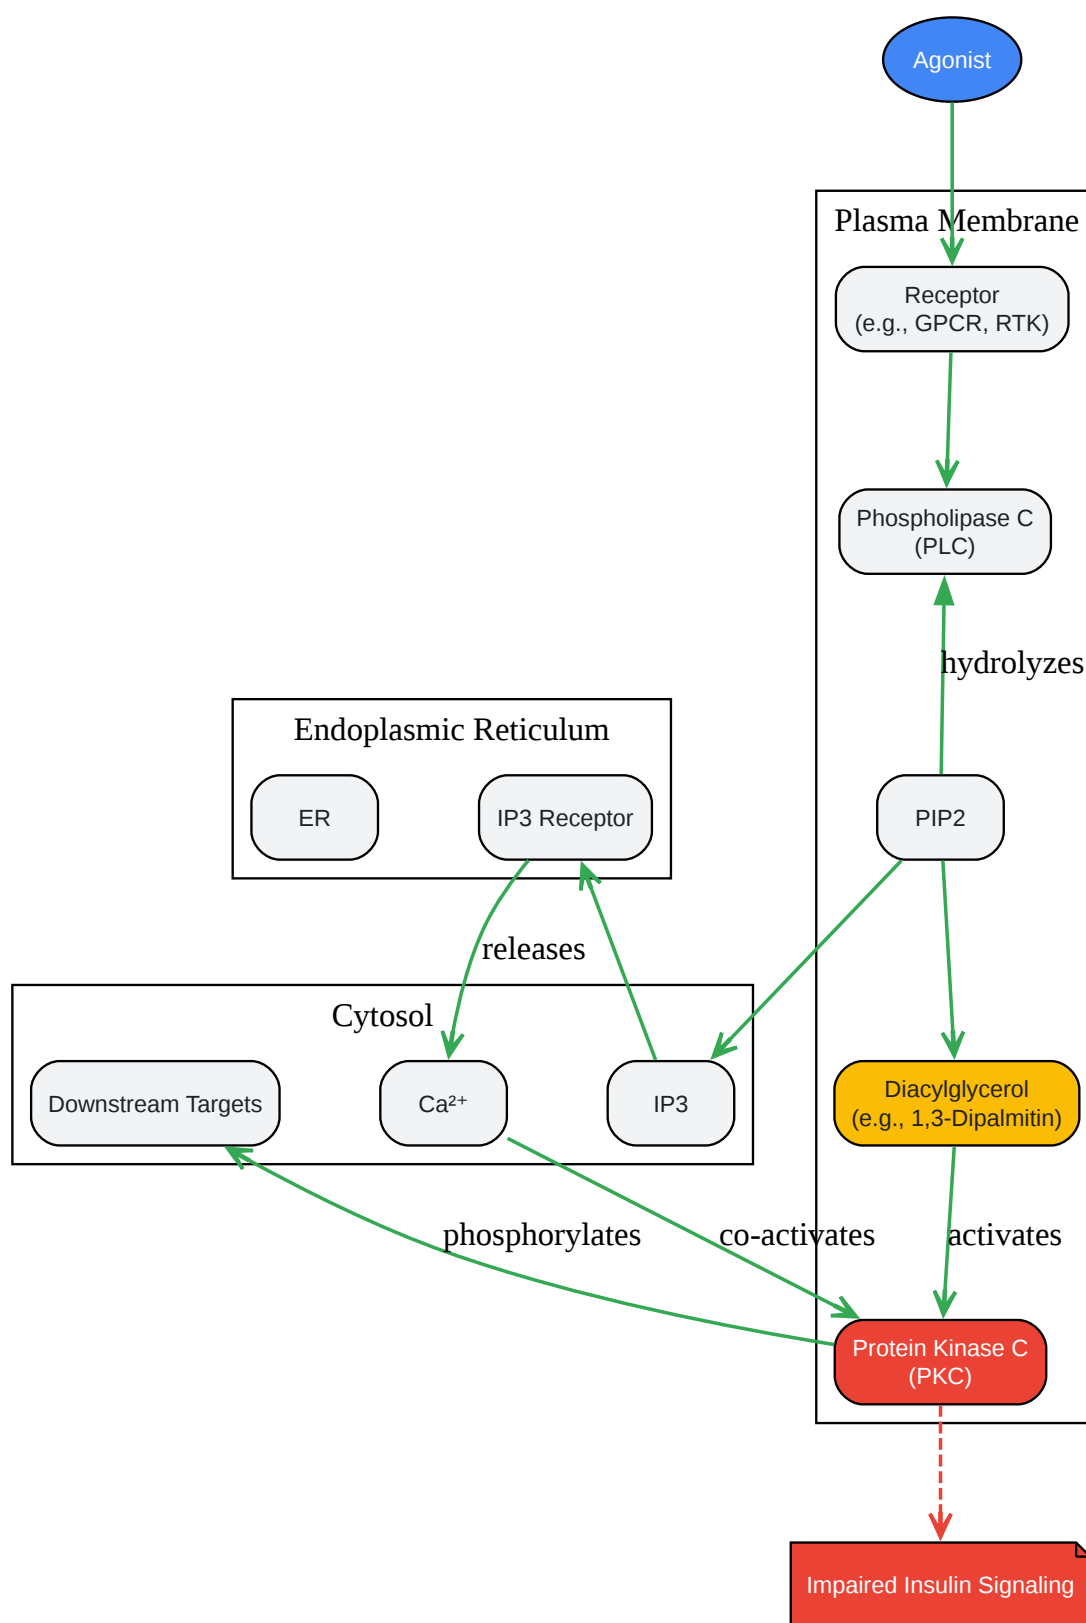 Agonist
Plasma Membrane
Receptor
(e.g., GPCR, RTK)
Phospholipase C
(PLC)
hydrolyzes
Endoplasmic Reticulum
ER
IP3 Receptor
PIP2
releases
Cytosol
Downstream Targets
Ca²⁺
IP3
Diacylglycerol
(e.g., 1,3-Dipalmitin)
phosphorylates
co-activates
activates
Protein Kinase C
(PKC)
Impaired Insulin Signaling